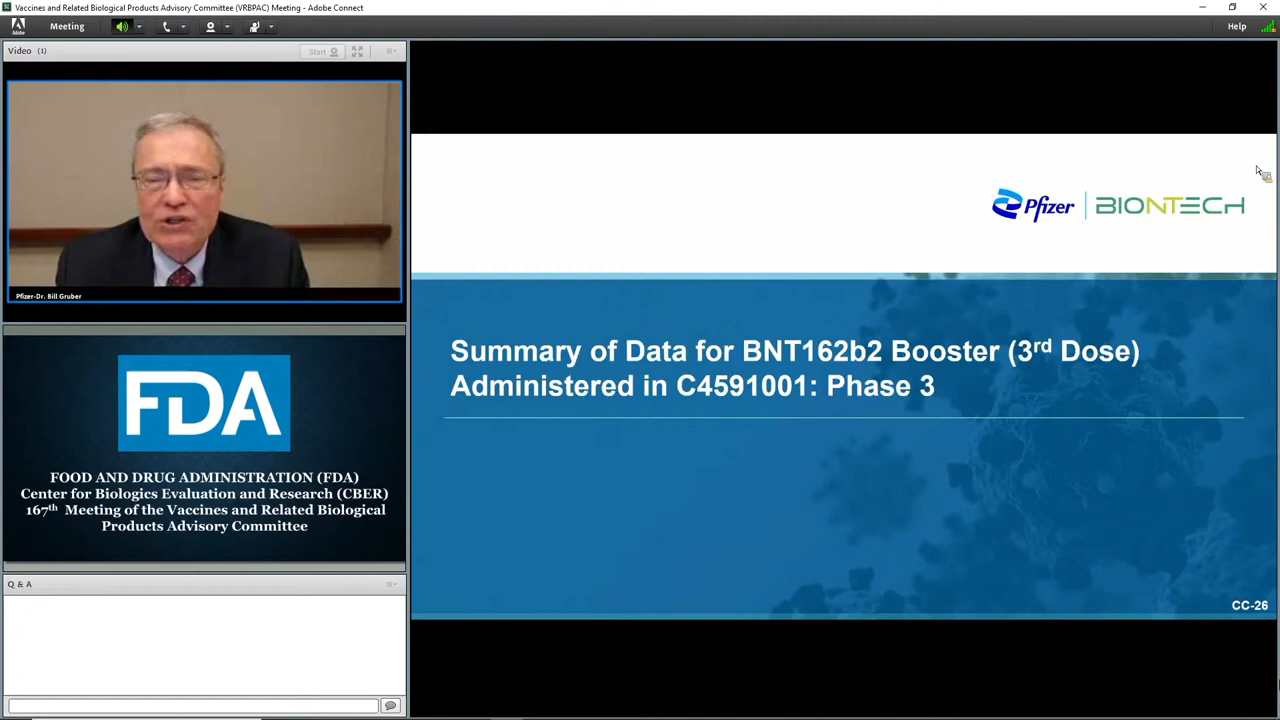 Vaccines and Related Biological Products Advisory Committee (VRBPAC) Meeting - Adobe Connect
Meeting
Help
Video (1)
Start
Pfizer-Dr. Bill Gruber
FDA
FOOD AND DRUG ADMINISTRATION (FDA)
Center for Biologics Evaluation and Research (CBER)
167th Meeting of the Vaccines and Related Biological
Products Advisory Committee
Q & A
Pfizer
BIONTECH
Summary of Data for BNT162b2 Booster (3rd Dose)
Administered in C4591001: Phase 3
CC-26